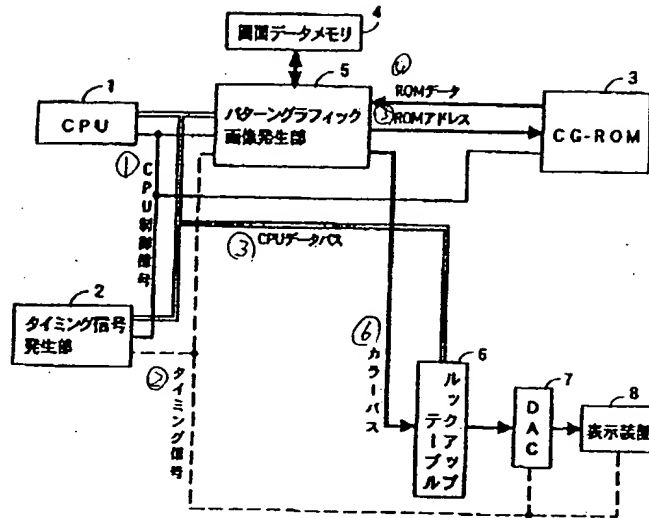 4
画面データメモリ
1
CPU
5
パターングラフィック
画像発生部
④
ROMデータ
⑤ROMアドレス
3
CG-ROM
①
CPU制御信号
③CPUデータバス
2
タイミング信号
発生部
②
タイミング信号
⑥
カラーバス
6
ルックアップ
テーブル
7
DAC
8
表示装置